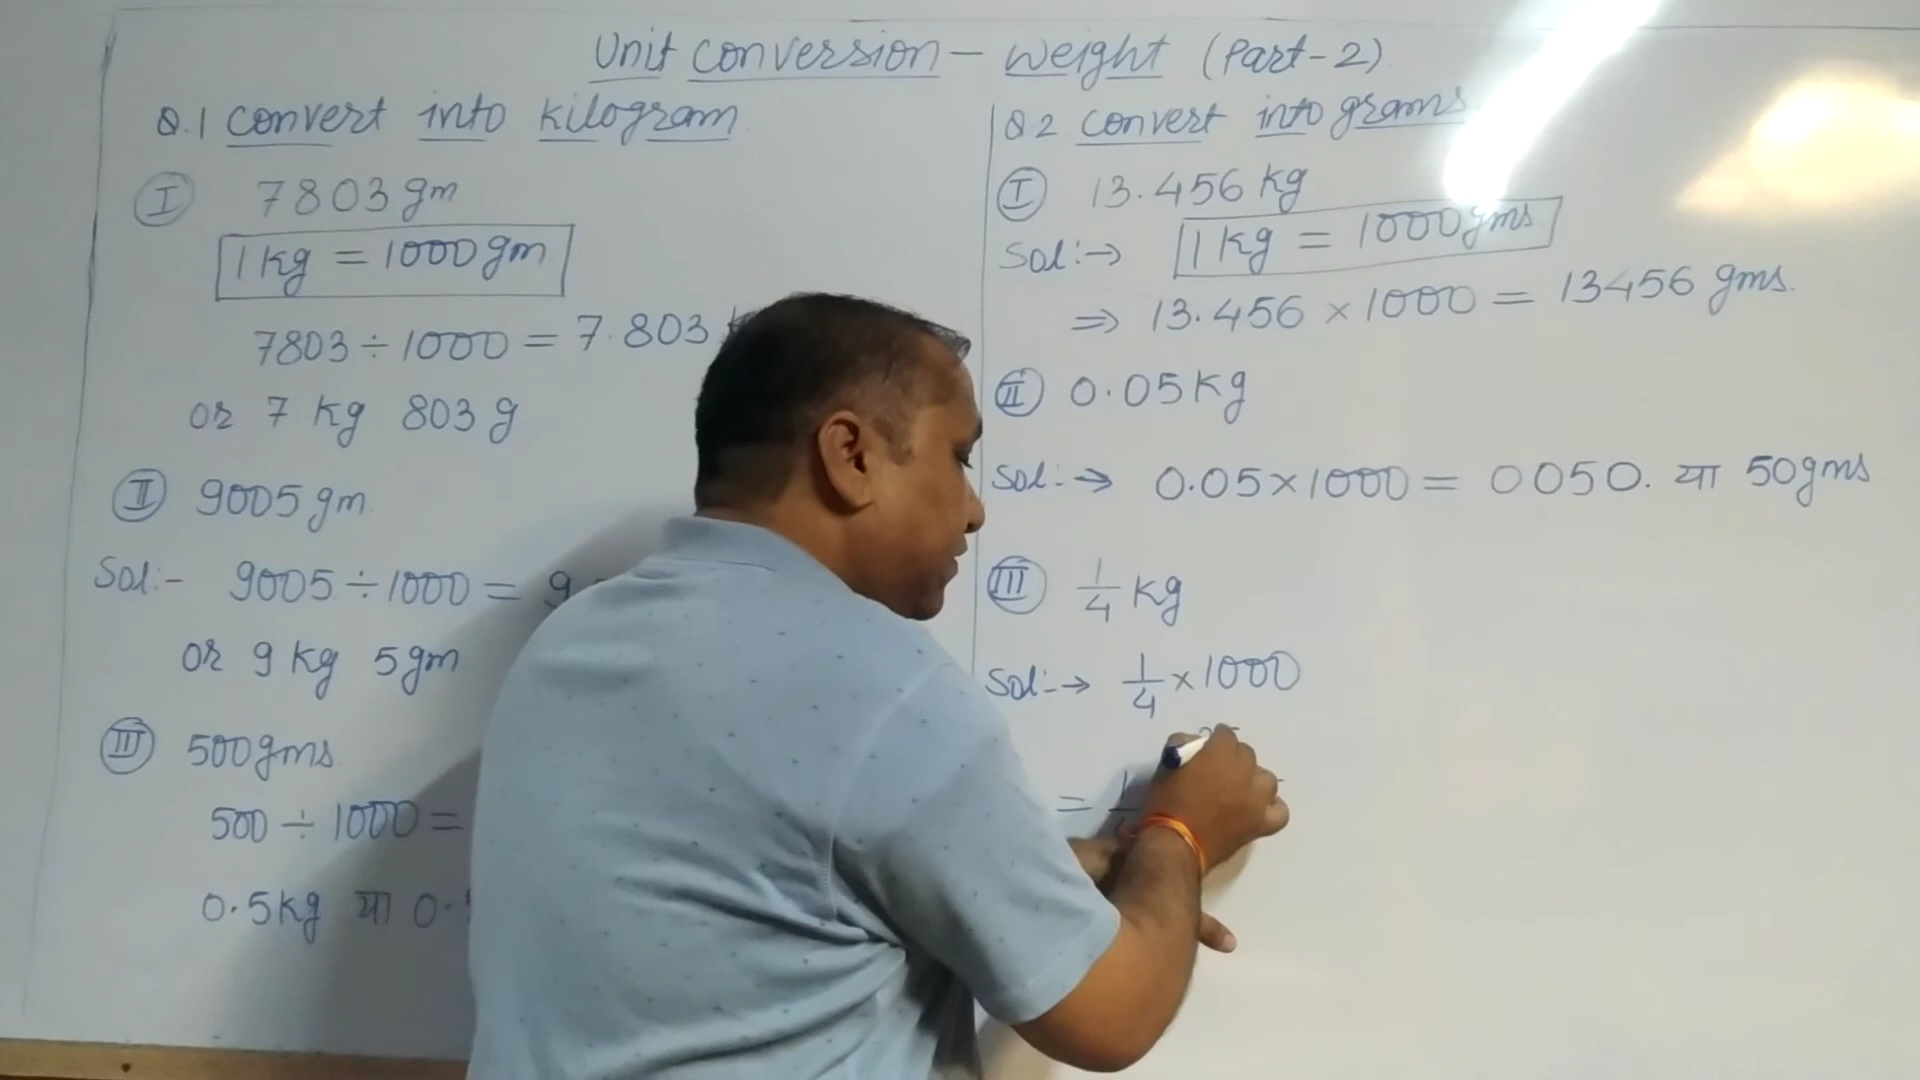 Unit conversion - Weight (Part-2)
Q.1 convert into kilogram
I 7803 gm
1 kg = 1000 gm
7803 ÷ 1000 = 7.803
or 7 kg 803 g
II 9005 gm
Sol:- 9005 ÷ 1000 = 9
or 9 kg 5 gm
III 500 gms
500 ÷ 1000 =
0.5 kg या 0.
Q.2 convert into grams
I 13.456 kg
Sol:→ 1 kg = 1000 gms
⇒ 13.456 × 1000 = 13456 gms.
II 0.05 kg
Sol:→ 0.05 × 1000 = 0050. या 50 gms
III 1/4 kg
Sol:→ 1/4 × 1000
=